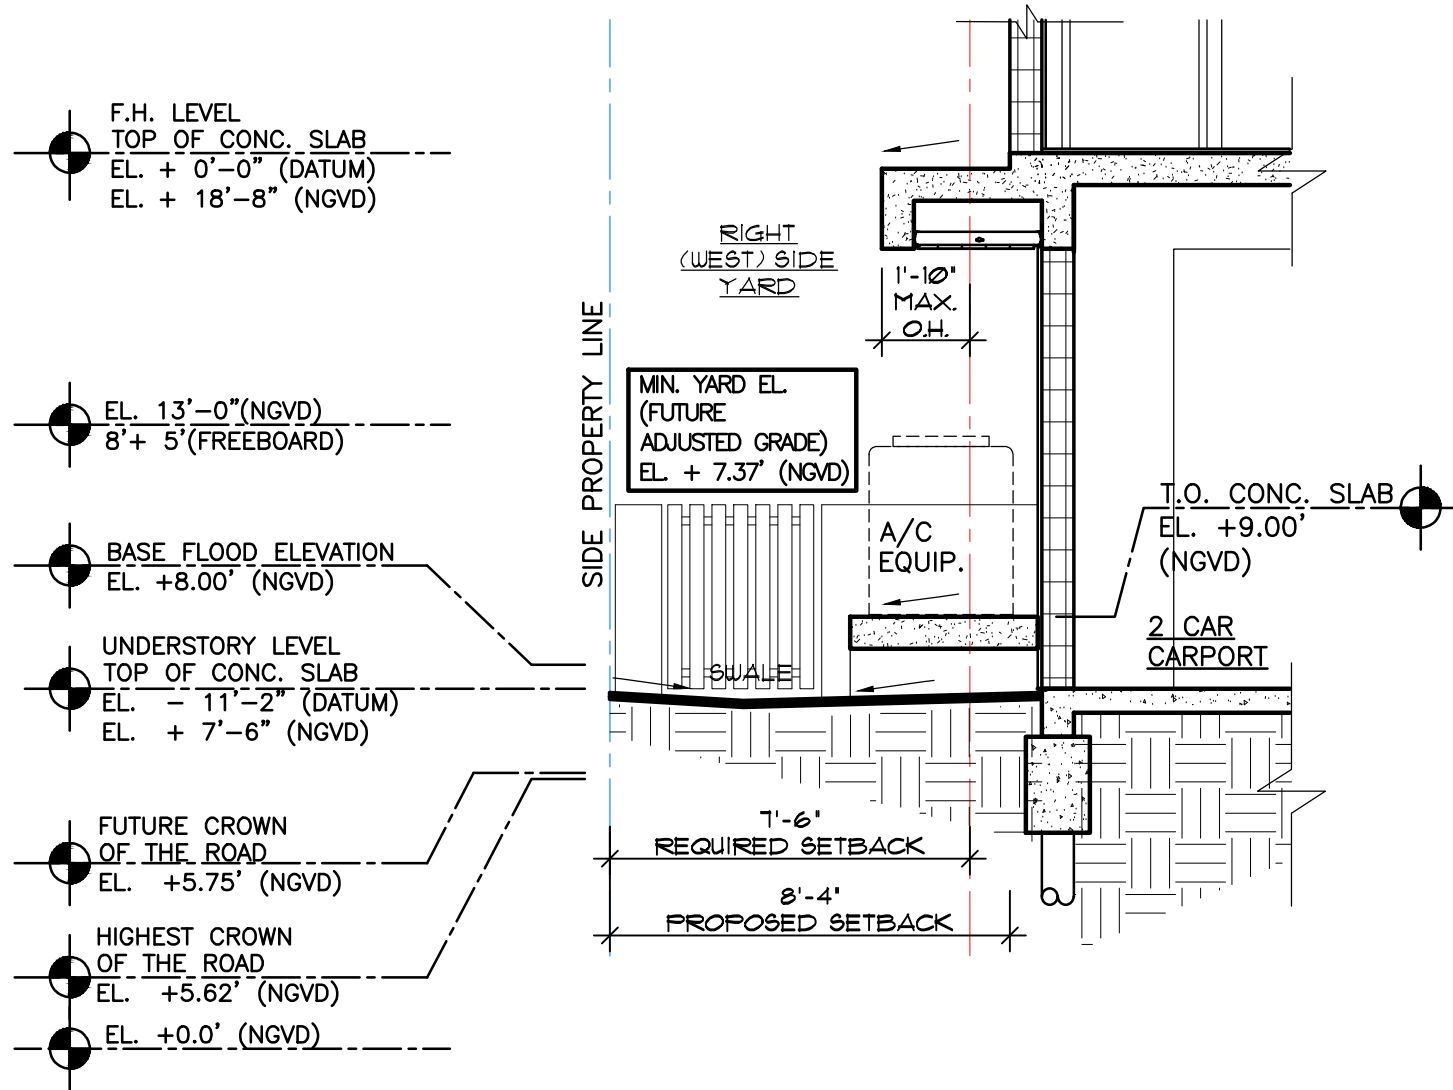 F.H. LEVEL
TOP OF CONC. SLAB
EL. + 0'-0" (DATUM)
EL. + 18'-8" (NGVD)
EL. 13'-0"(NGVD)
8'+ 5'(FREEBOARD)
BASE FLOOD ELEVATION
EL. +8.00' (NGVD)
UNDERSTORY LEVEL
TOP OF CONC. SLAB
EL. - 11'-2" (DATUM)
EL. + 7'-6" (NGVD)
FUTURE CROWN
OF THE ROAD
EL. +5.75' (NGVD)
HIGHEST CROWN
OF THE ROAD
EL. +5.62' (NGVD)
EL. +0.0' (NGVD)
SIDE PROPERTY LINE
RIGHT
(WEST) SIDE
YARD
1'-10"
MAX.
O.H.
MIN. YARD EL.
(FUTURE
ADJUSTED GRADE)
EL. + 7.37' (NGVD)
A/C
EQUIP.
SWALE
7'-6"
REQUIRED SETBACK
8'-4"
PROPOSED SETBACK
T.O. CONC. SLAB
EL. +9.00'
(NGVD)
2 CAR
CARPORT